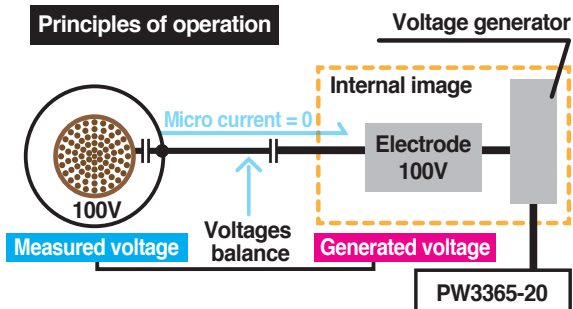 Principles of operation
Voltage generator
Internal image
Micro current = 0
Electrode
100V
100V
Voltages
balance
Measured voltage
Generated voltage
PW3365-20